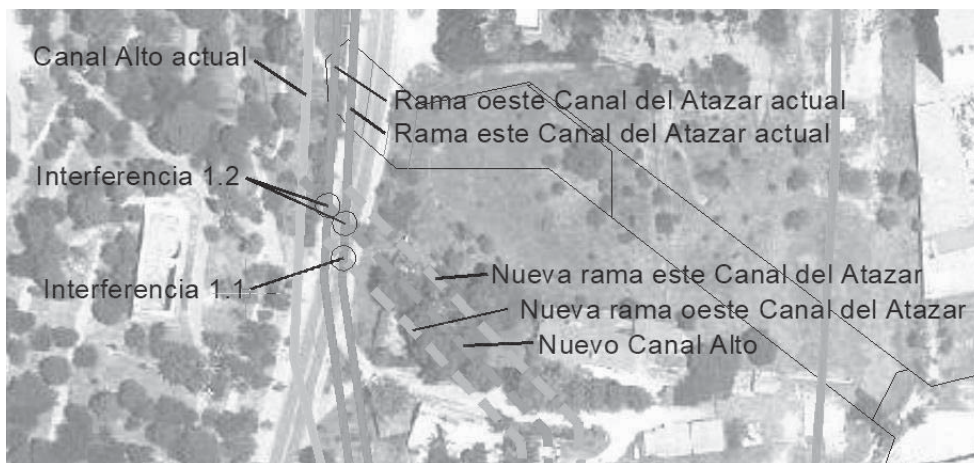 Canal Alto actual
Rama oeste Canal del Atazar actual
Rama este Canal del Atazar actual
Interferencia 1.2
Interferencia 1.1
Nueva rama este Canal del Atazar
Nueva rama oeste Canal del Atazar
Nuevo Canal Alto